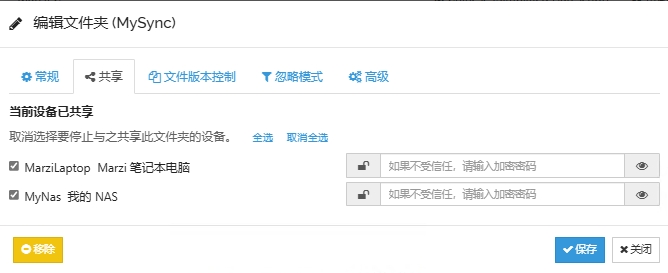 编辑文件夹 (MySync)
常规 共享 文件版本控制 忽略模式 高级
当前设备已共享
取消选择要停止与之共享此文件夹的设备。 全选 取消全选
MarziLaptop Marzi 笔记本电脑 如果不受信任，请输入加密密码
MyNas 我的 NAS 如果不受信任，请输入加密密码
移除 保存 关闭